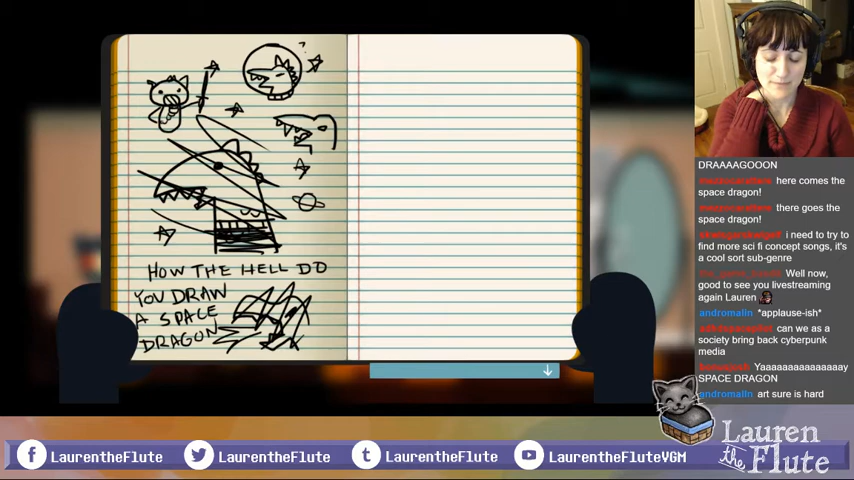 HOW THE HELL DO
YOU DRAW
A SPACE
DRAGON
DRAAAAGOOON
here comes the
space dragon!
there goes the
space dragon!
i need to try to
find more sci fi concept songs, it's
a cool sort sub-genre
Well now,
good to see you livestreaming
again Lauren
andromalin *applause-ish*
can we as a
society bring back cyberpunk
media
Yaaaaaaaaaaaaaaay
SPACE DRAGON
andromalin art sure is hard
Lauren
the Flute
LaurentheFlute
LaurentheFlute
LaurentheFlute
LaurentheFluteVGM